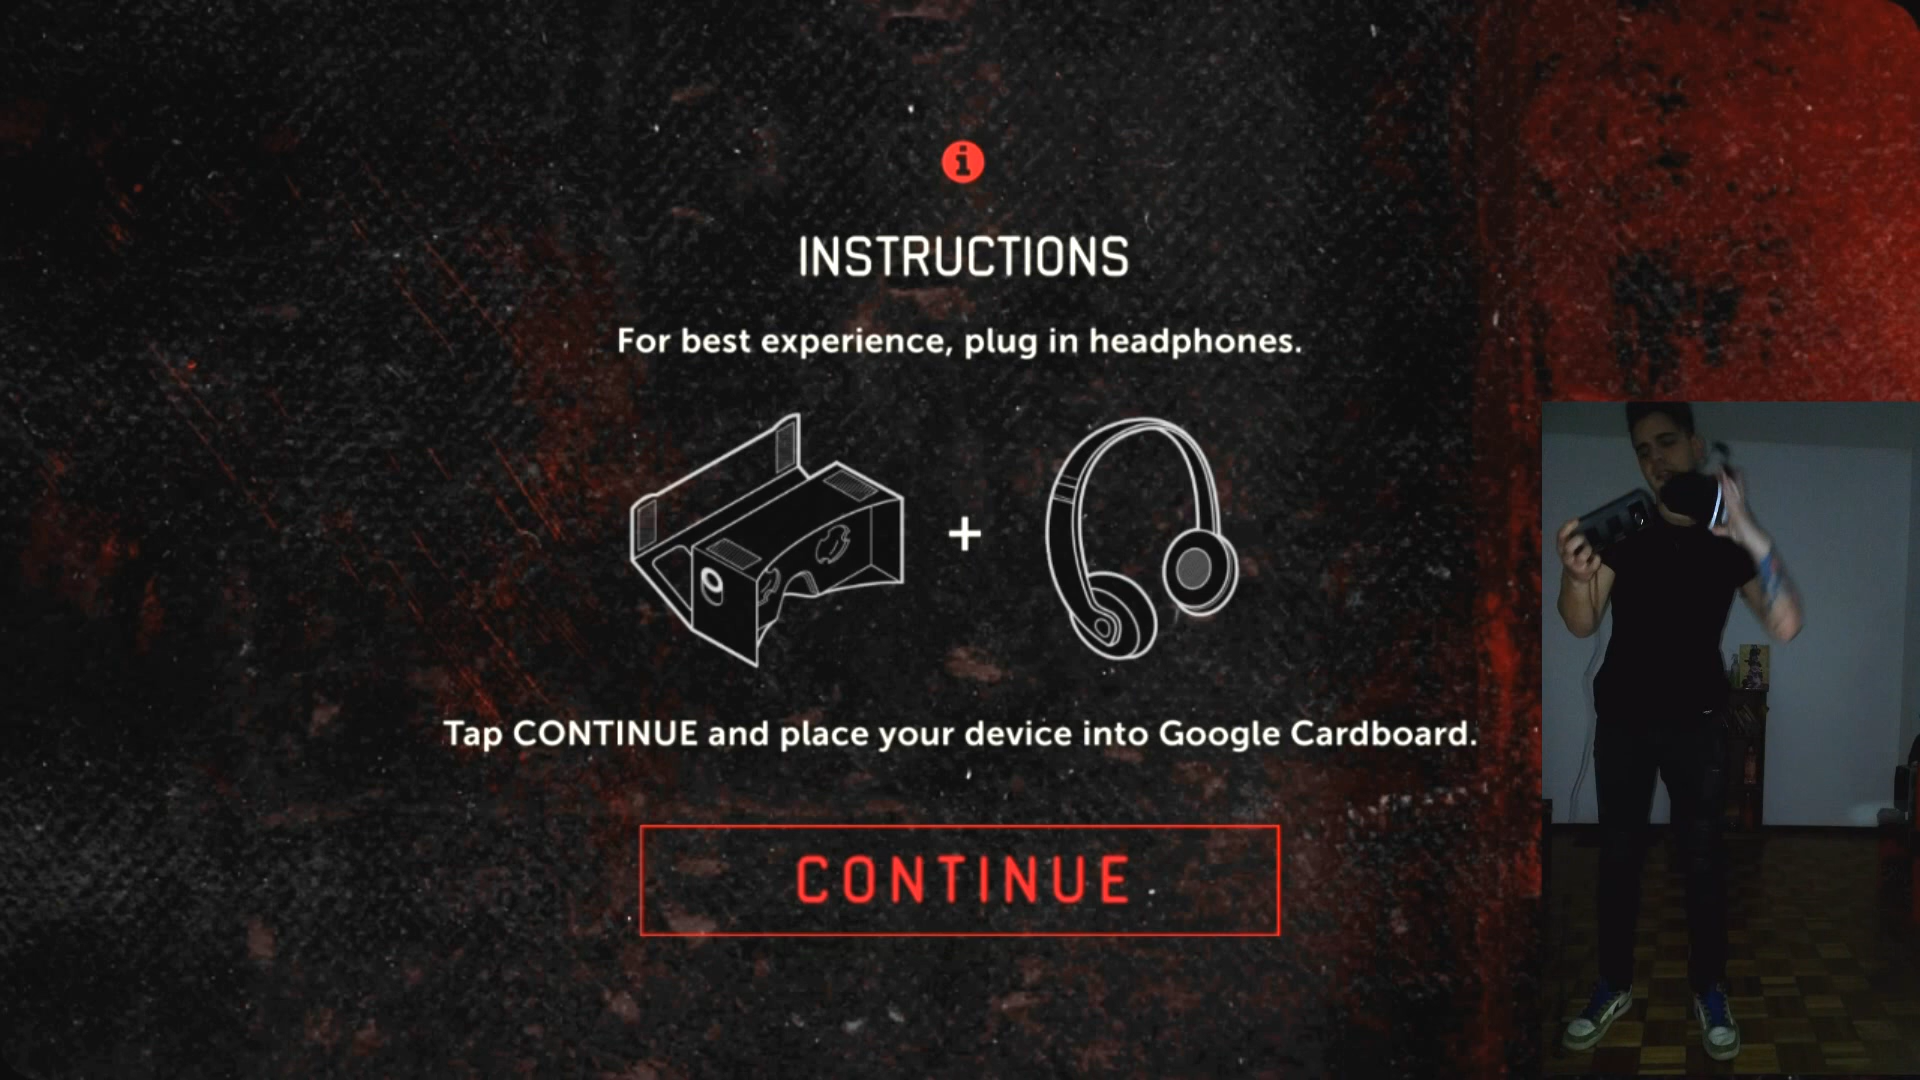 INSTRUCTIONS
For best experience, plug in headphones.
Tap CONTINUE and place your device into Google Cardboard.
CONTINUE